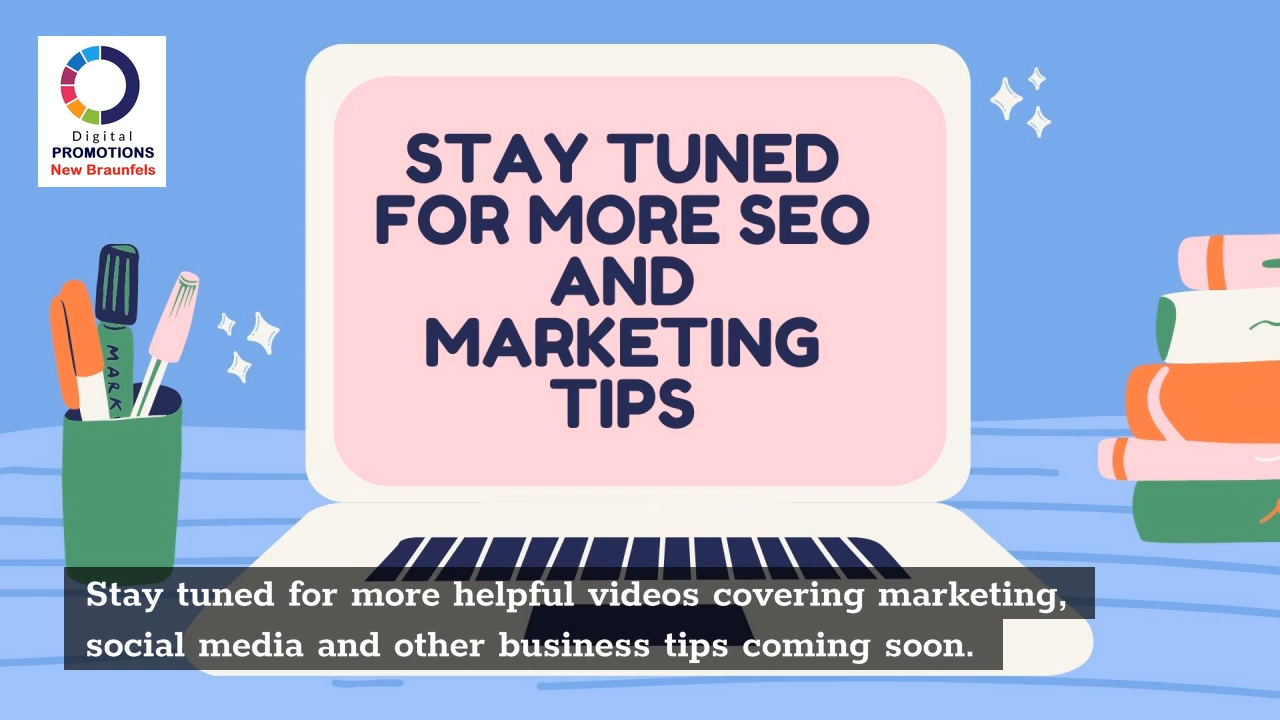 Digital
PROMOTIONS
New Braunfels
STAY TUNED
FOR MORE SEO
AND
MARKETING
TIPS
MARK
Stay tuned for more helpful videos covering marketing,
social media and other business tips coming soon.